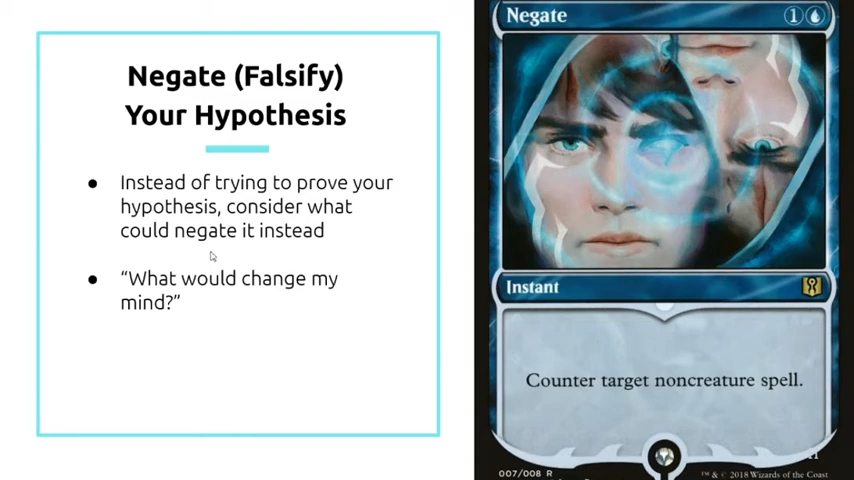 Negate (Falsify)
Your Hypothesis
● Instead of trying to prove your
hypothesis, consider what
could negate it instead
● “What would change my
mind?”
Negate 1
Instant
Counter target noncreature spell.
007/008 R
™ & © 2018 Wizards of the Coast